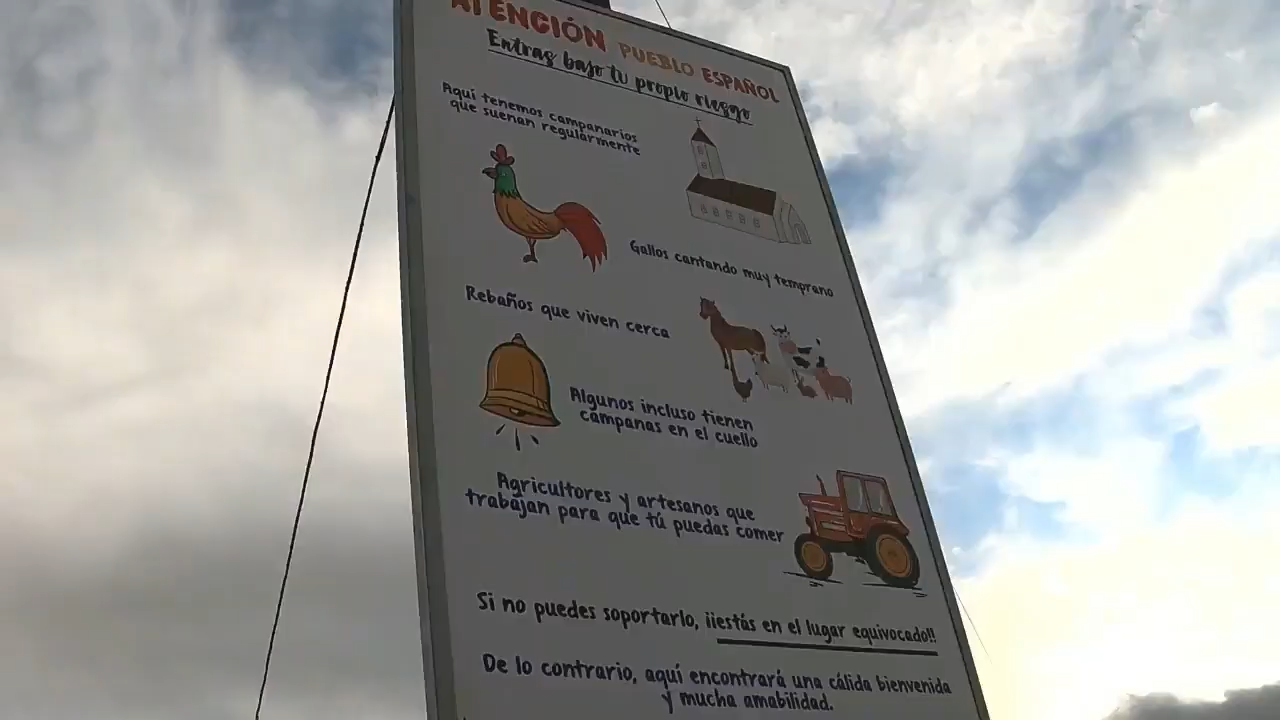 ATENCIÓN PUEBLO ESPAÑOL
Entras bajo tu propio riesgo
Aquí tenemos campanarios
que suenan regularmente
Gallos cantando muy temprano
Rebaños que viven cerca
Algunos incluso tienen
campanas en el cuello
Agricultores y artesanos que
trabajan para que tú puedas comer
Si no puedes soportarlo, ¡¡estás en el lugar equivocado!!
De lo contrario, aquí encontrará una cálida bienvenida
y mucha amabilidad.